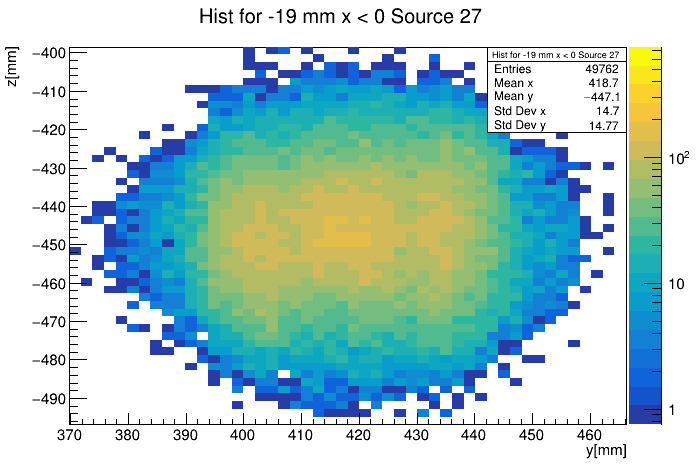 Hist for -19 mm x < 0 Source 27
z[mm]
Hist for -19 mm x < 0 Source 27
Entries 49762
Mean x 418.7
Mean y −447.1
Std Dev x 14.7
Std Dev y 14.77
−400
−410
−420
−430
−440
−450
−460
−470
−480
−490
10²
10
1
370 380 390 400 410 420 430 440 450 460
y[mm]